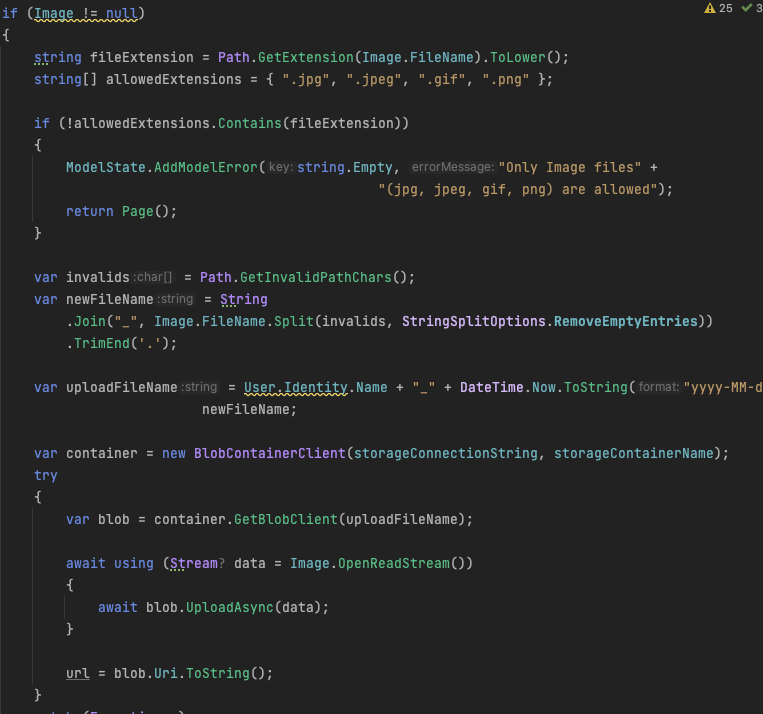 if (Image != null)
25 3
{
string fileExtension = Path.GetExtension(Image.FileName).ToLower();
string[] allowedExtensions = { ".jpg", ".jpeg", ".gif", ".png" };
if (!allowedExtensions.Contains(fileExtension))
{
ModelState.AddModelError( key: string.Empty, errorMessage: "Only Image files" +
"(jpg, jpeg, gif, png) are allowed");
return Page();
}
var invalids :char[] = Path.GetInvalidPathChars();
var newFileName :string = String
.Join("_", Image.FileName.Split(invalids, StringSplitOptions.RemoveEmptyEntries))
.TrimEnd('.');
var uploadFileName :string = User.Identity.Name + "_" + DateTime.Now.ToString( format: "yyyy-MM-d
newFileName;
var container = new BlobContainerClient(storageConnectionString, storageContainerName);
try
{
var blob = container.GetBlobClient(uploadFileName);
await using (Stream? data = Image.OpenReadStream())
{
await blob.UploadAsync(data);
}
url = blob.Uri.ToString();
}